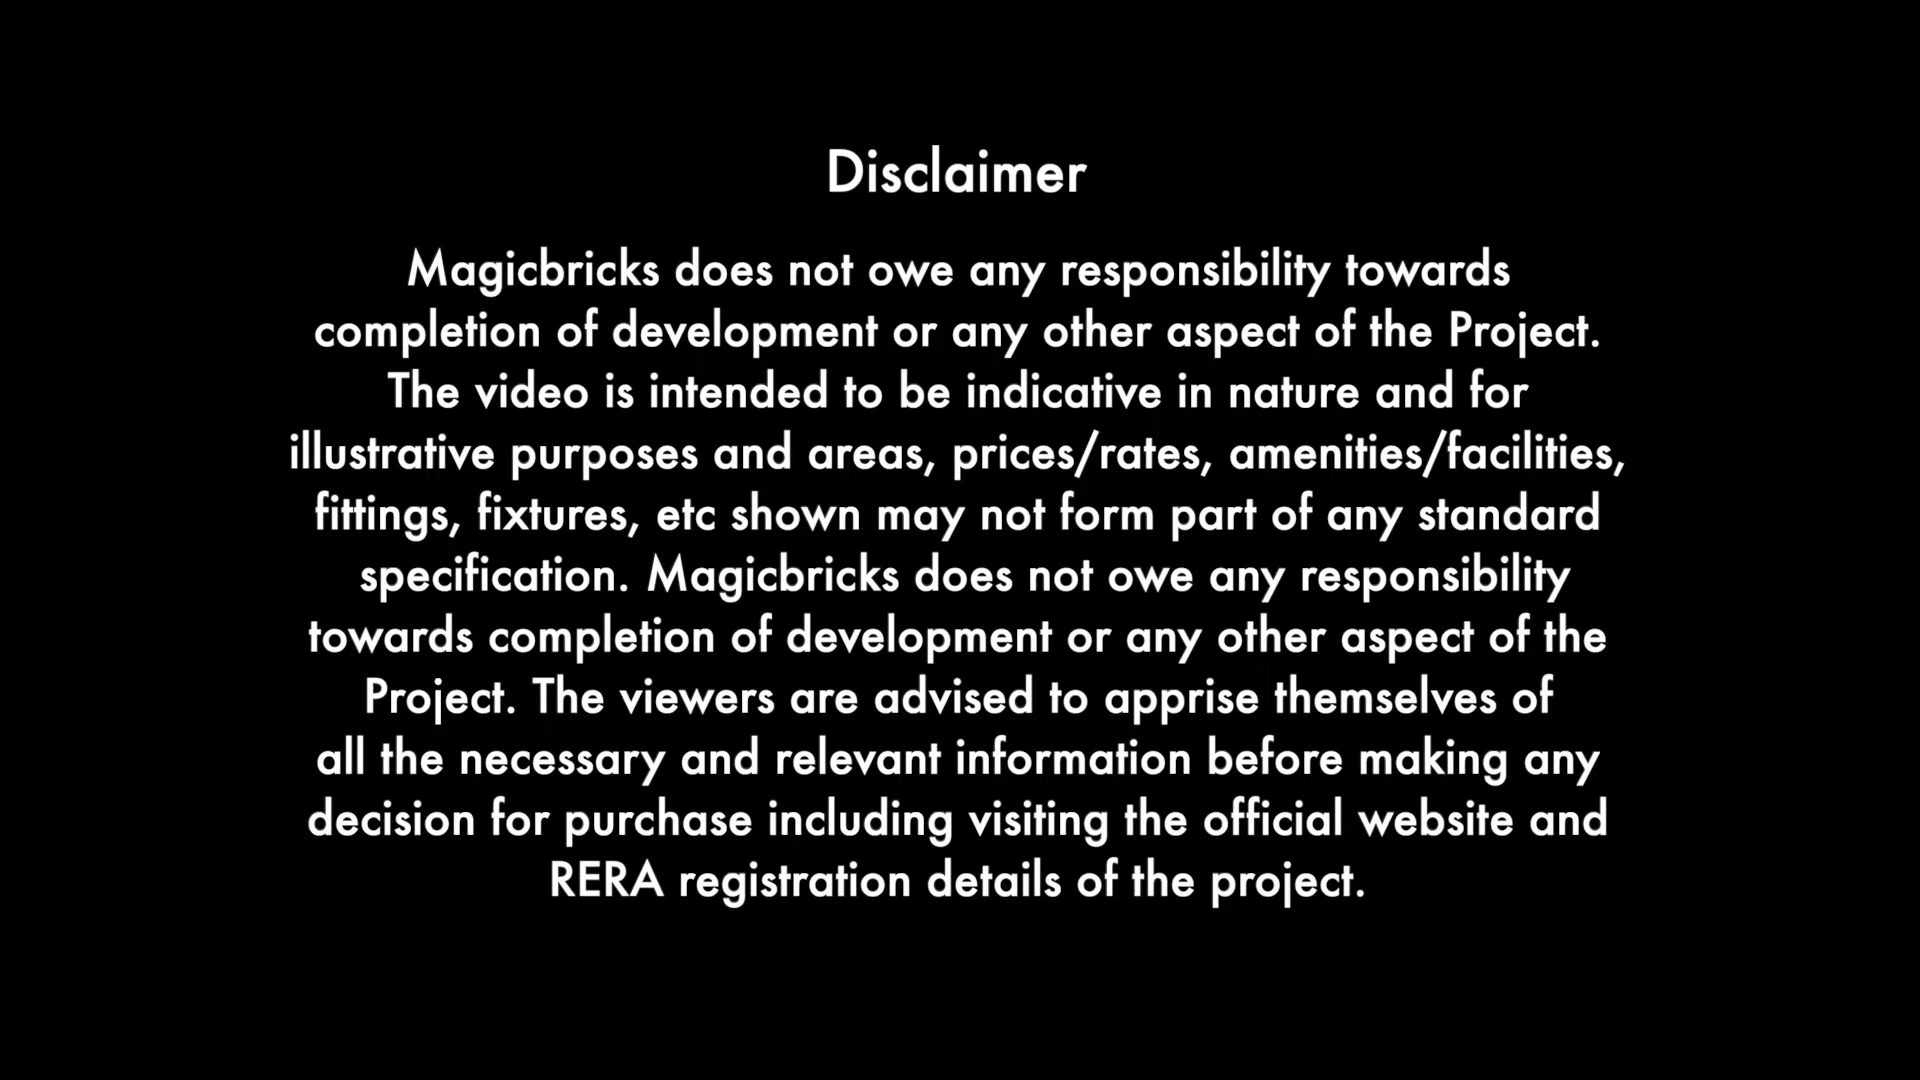 Disclaimer
Magicbricks does not owe any responsibility towards
completion of development or any other aspect of the Project.
The video is intended to be indicative in nature and for
illustrative purposes and areas, prices/rates, amenities/facilities,
fittings, fixtures, etc shown may not form part of any standard
specification. Magicbricks does not owe any responsibility
towards completion of development or any other aspect of the
Project. The viewers are advised to apprise themselves of
all the necessary and relevant information before making any
decision for purchase including visiting the official website and
RERA registration details of the project.